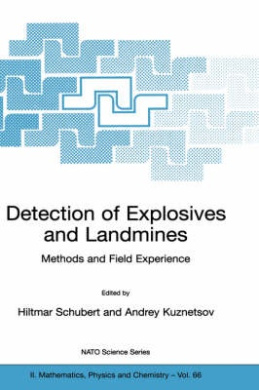 Detection of Explosives
and Landmines
Methods and Field Experience
Edited by
Hiltmar Schubert and Andrey Kuznetsov
NATO Science Series
II. Mathematics, Physics and Chemistry – Vol. 66